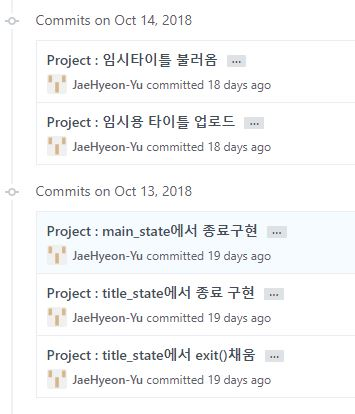 Commits on Oct 14, 2018
Project : 임시타이틀 불러옴 ...
JaeHyeon-Yu committed 18 days ago
Project : 임시용 타이틀 업로드 ...
JaeHyeon-Yu committed 18 days ago
Commits on Oct 13, 2018
Project : main_state에서 종료구현 ...
JaeHyeon-Yu committed 19 days ago
Project : title_state에서 종료 구현 ...
JaeHyeon-Yu committed 19 days ago
Project : title_state에서 exit()채움 ...
JaeHyeon-Yu committed 19 days ago